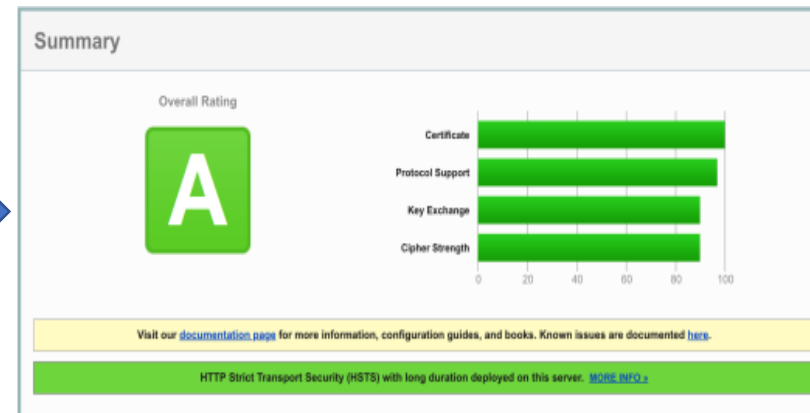 Summary
Overall Rating
A
Certificate
Protocol Support
Key Exchange
Cipher Strength
0 20 40 60 80 100
Visit our documentation page for more information, configuration guides, and books. Known issues are documented here.
HTTP Strict Transport Security (HSTS) with long duration deployed on this server. MORE INFO »